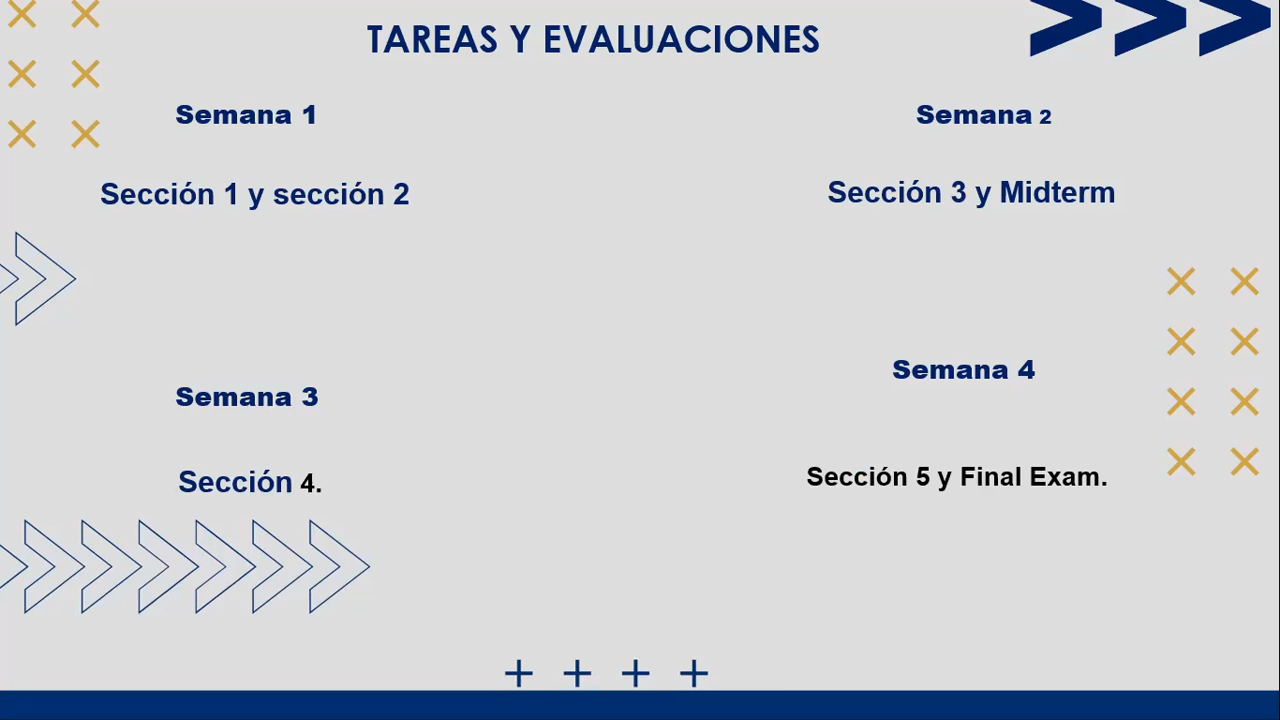 TAREAS Y EVALUACIONES
Semana 1
Sección 1 y sección 2
Semana 2
Sección 3 y Midterm
Semana 3
Sección 4.
Semana 4
Sección 5 y Final Exam.